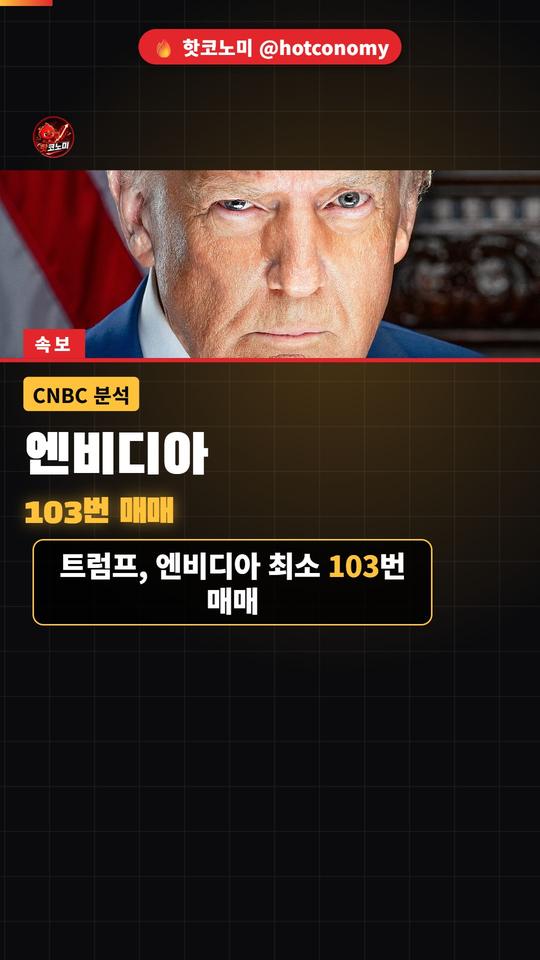 핫코노미 @hotconomy
핫코노미
속보
CNBC 분석
엔비디아
103번 매매
트럼프, 엔비디아 최소 103번
매매